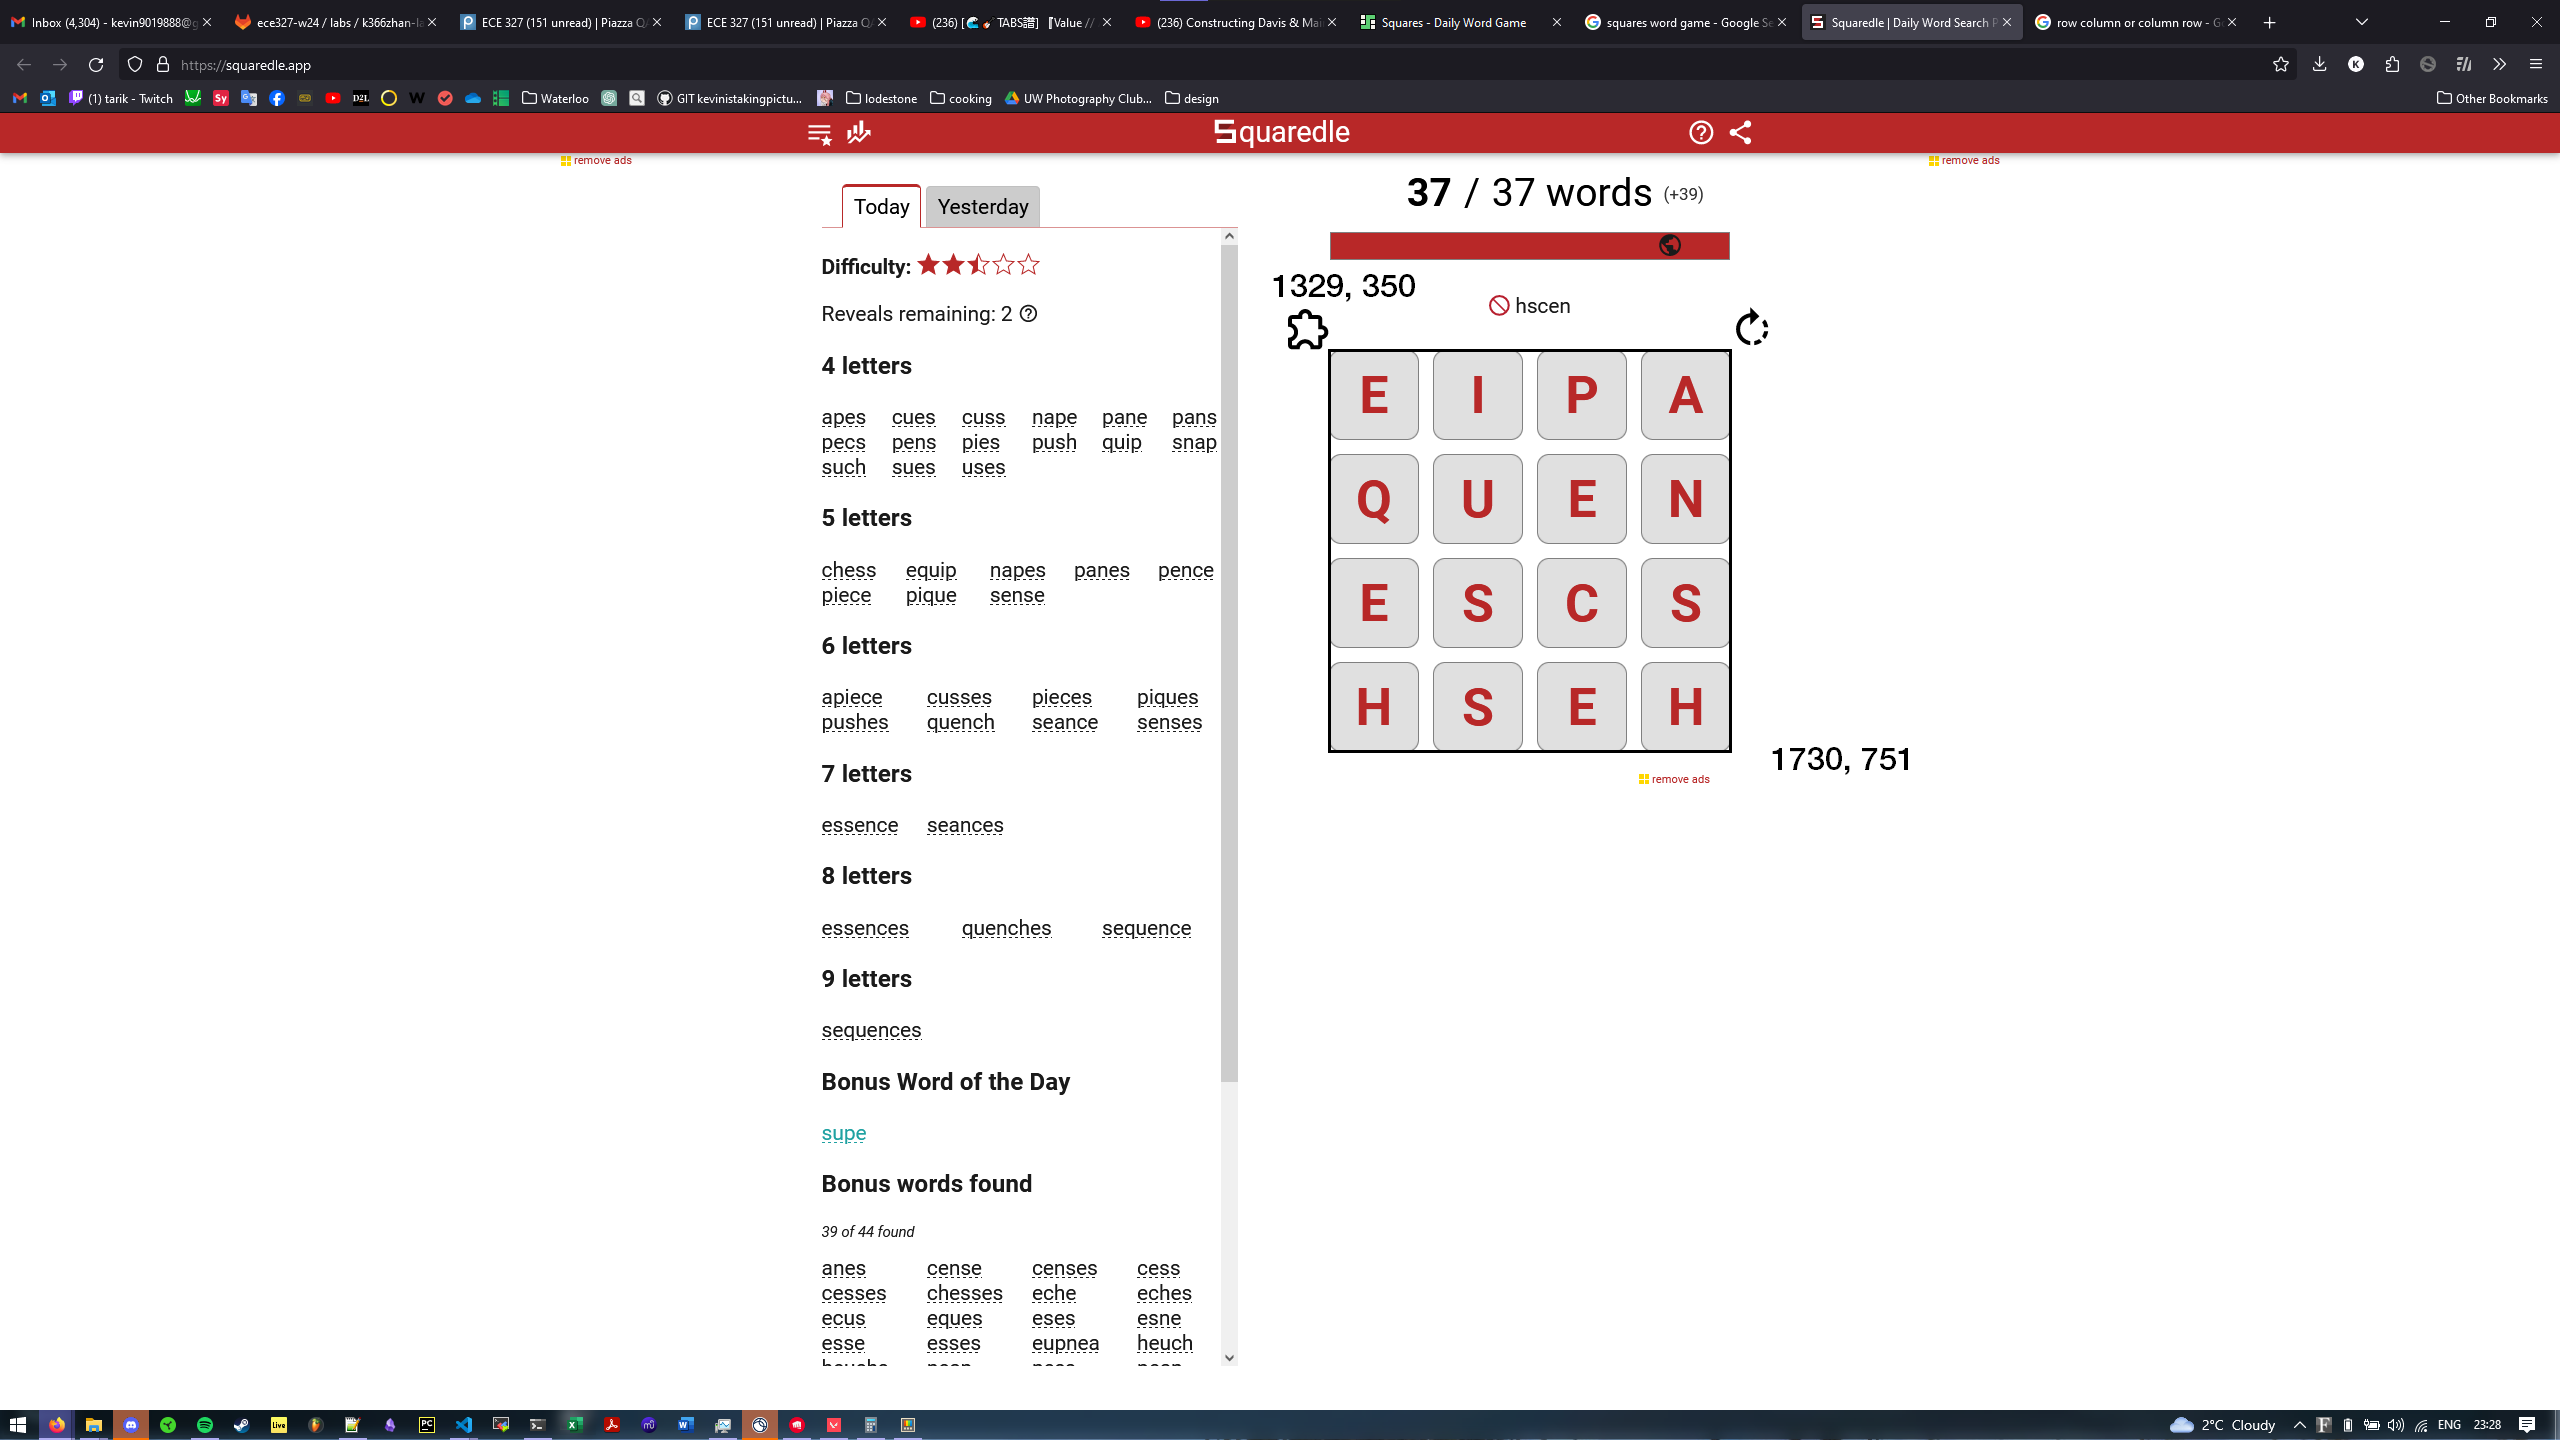 Inbox (4,304) - kevin9019888@g
ece327-w24 / labs / k366zhan-la
ECE 327 (151 unread) | Piazza Q
ECE 327 (151 unread) | Piazza Q
(236) [🌊🎸TABS譜] 『Value //
(236) Constructing Davis & Mai
Squares - Daily Word Game
squares word game - Google Se
Squaredle | Daily Word Search P
row column or column row - G
https://squaredle.app
(1) tarik - Twitch
Sy
Waterloo
GIT kevinistakingpictu...
lodestone
cooking
UW Photography Club...
design
Other Bookmarks
Squaredle
remove ads
remove ads
Today
Yesterday
Difficulty:
Reveals remaining: 2
4 letters
apes cues cuss nape pane pans
pecs pens pies push quip snap
such sues uses
5 letters
chess equip napes panes pence
piece pique sense
6 letters
apiece cusses pieces piques
pushes quench seance senses
7 letters
essence seances
8 letters
essences quenches sequence
9 letters
sequences
Bonus Word of the Day
supe
Bonus words found
39 of 44 found
anes cense censes cess
cesses chesses eche eches
ecus eques eses esne
esse esses eupnea heuch
37 / 37 words (+39)
1329, 350
hscen
E I P A
Q U E N
E S C S
H S E H
1730, 751
remove ads
2°C Cloudy
ENG
23:28